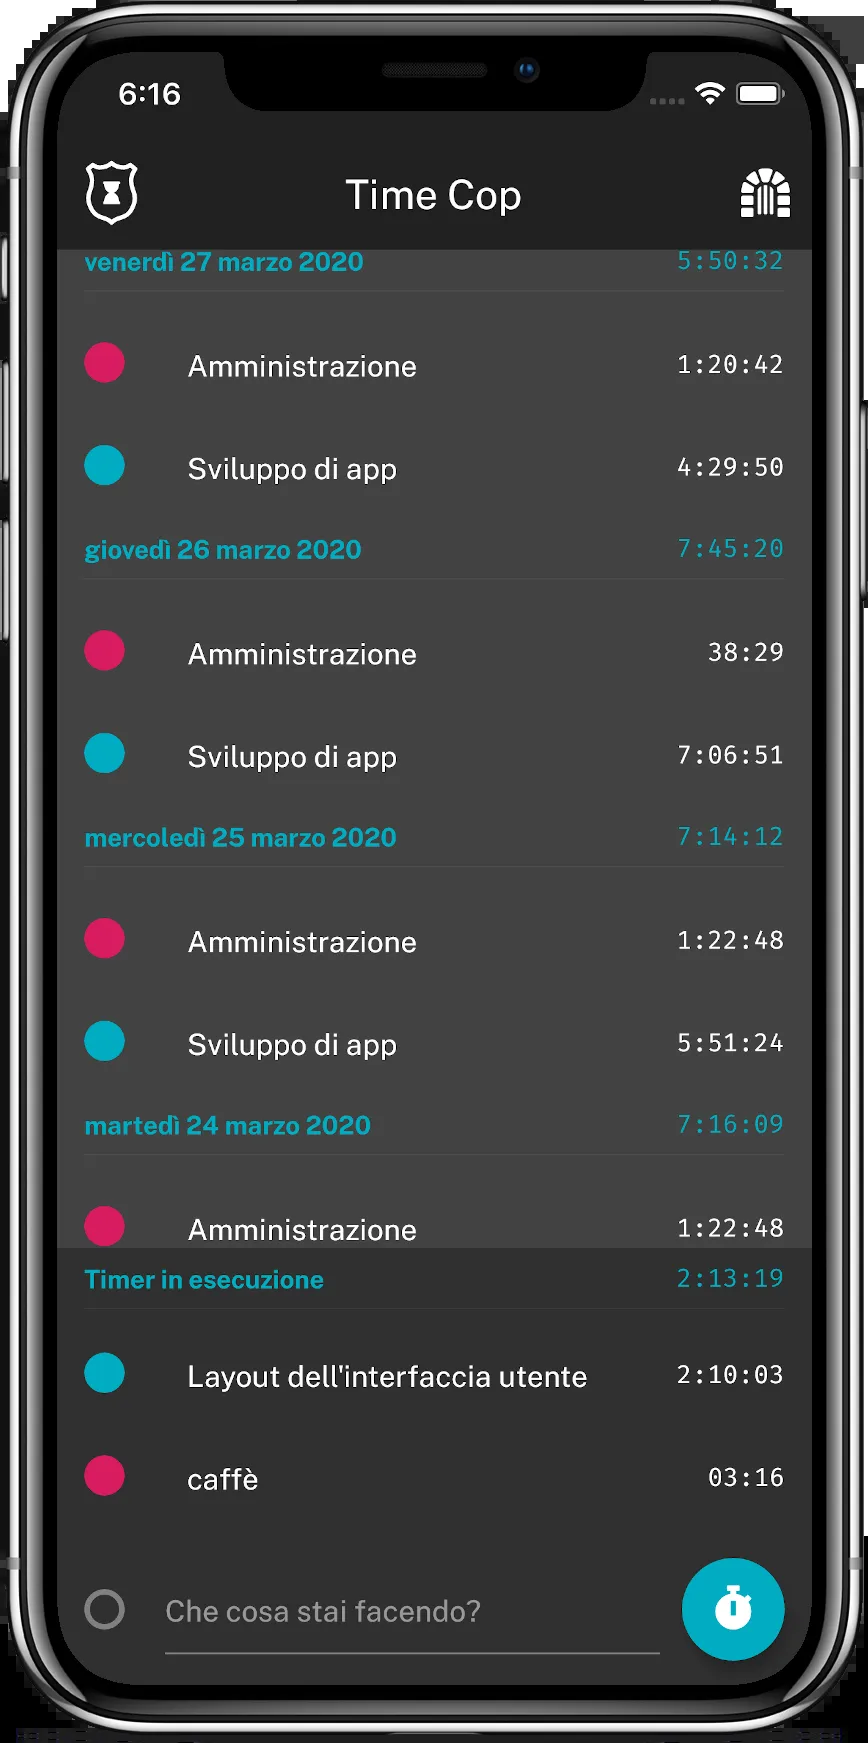 6:16
Time Cop
venerdì 27 marzo 2020 5:50:32
Amministrazione 1:20:42
Sviluppo di app 4:29:50
giovedì 26 marzo 2020 7:45:20
Amministrazione 38:29
Sviluppo di app 7:06:51
mercoledì 25 marzo 2020 7:14:12
Amministrazione 1:22:48
Sviluppo di app 5:51:24
martedì 24 marzo 2020 7:16:09
Amministrazione 1:22:48
Timer in esecuzione 2:13:19
Layout dell'interfaccia utente 2:10:03
caffè 03:16
Che cosa stai facendo?